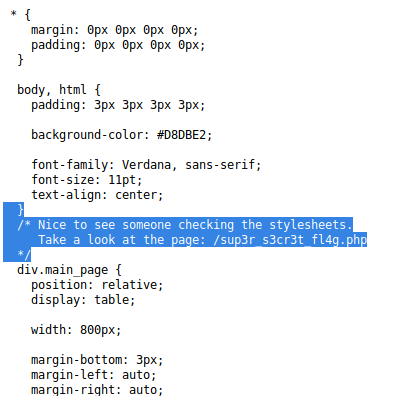 * {
margin: 0px 0px 0px 0px;
padding: 0px 0px 0px 0px;
}
body, html {
padding: 3px 3px 3px 3px;
background-color: #D8DBE2;
font-family: Verdana, sans-serif;
font-size: 11pt;
text-align: center;
}
/* Nice to see someone checking the stylesheets.
Take a look at the page: /sup3r_s3cr3t_fl4g.php
*/
div.main_page {
position: relative;
display: table;
width: 800px;
margin-bottom: 3px;
margin-left: auto;
margin-right: auto;